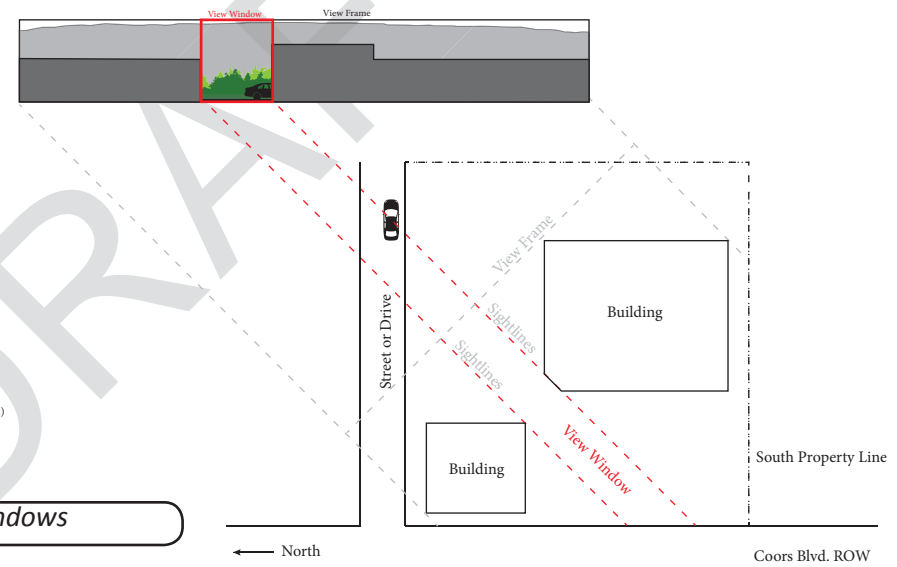 View Window
View Frame
DRAF
View Frame
Sightlines
Sightlines
Street or Drive
Building
)
View Window
South Property Line
Building
ndows
North
Coors Blvd. ROW